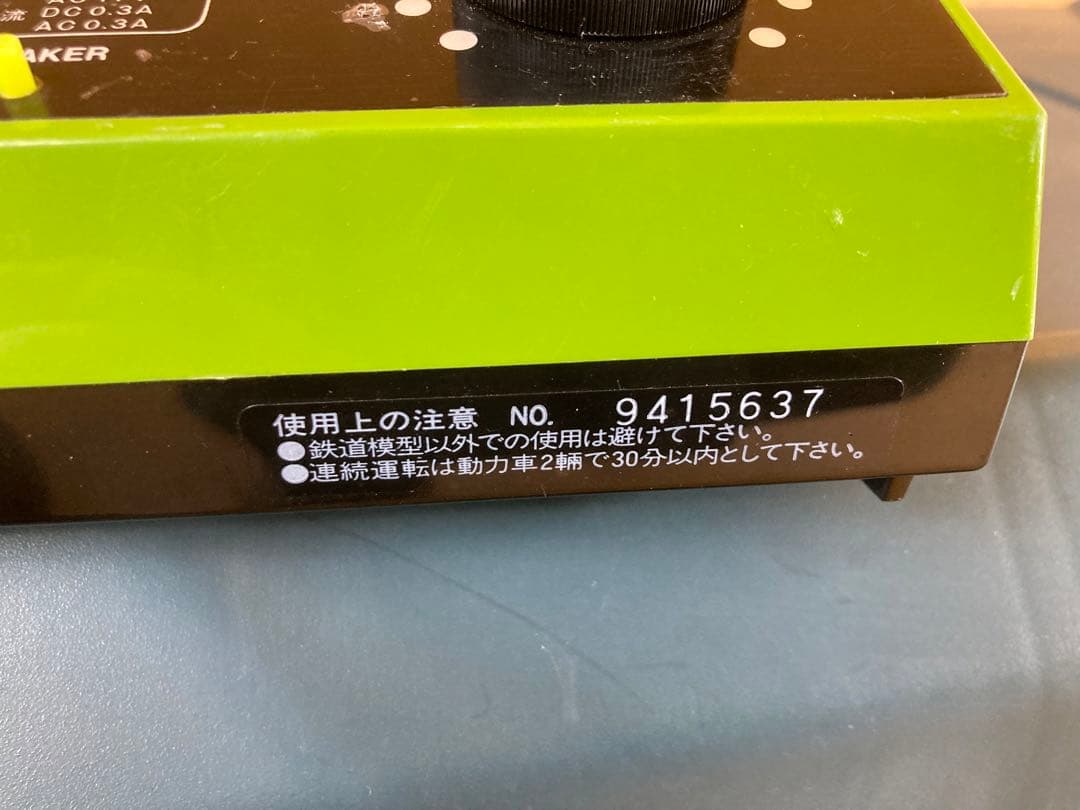 流 DC0.3A
AC0.3A
AKER
使用上の注意 NO. 9415637
●鉄道模型以外での使用は避けて下さい。
●連続運転は動力車2輛で30分以内として下さい。